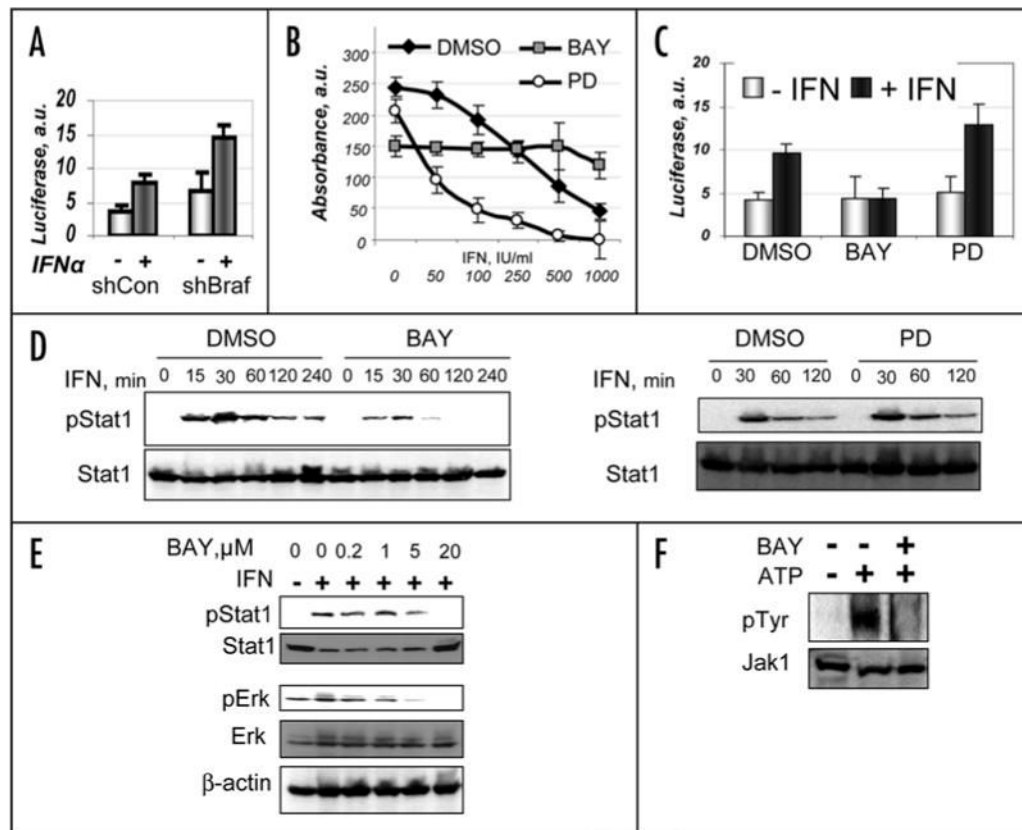 A
Luciferase, a.u.
20
15
10
5
0
IFNα - + - +
shCon shBraf
B
DMSO BAY
PD
Absorbance, a.u.
300
250
200
150
100
50
0
IFN, IU/ml
0 50 100 250 500 1000
C
- IFN + IFN
Luciferase, a.u.
20
15
10
5
0
DMSO BAY PD
D
DMSO BAY
IFN, min 0 15 30 60 120 240 0 15 30 60 120 240
pStat1
Stat1
DMSO PD
IFN, min 0 30 60 120 0 30 60 120
pStat1
Stat1
E
BAY,µM 0 0 0.2 1 5 20
IFN - + + + + +
pStat1
Stat1
pErk
Erk
β-actin
F
BAY - - +
ATP - + +
pTyr
Jak1